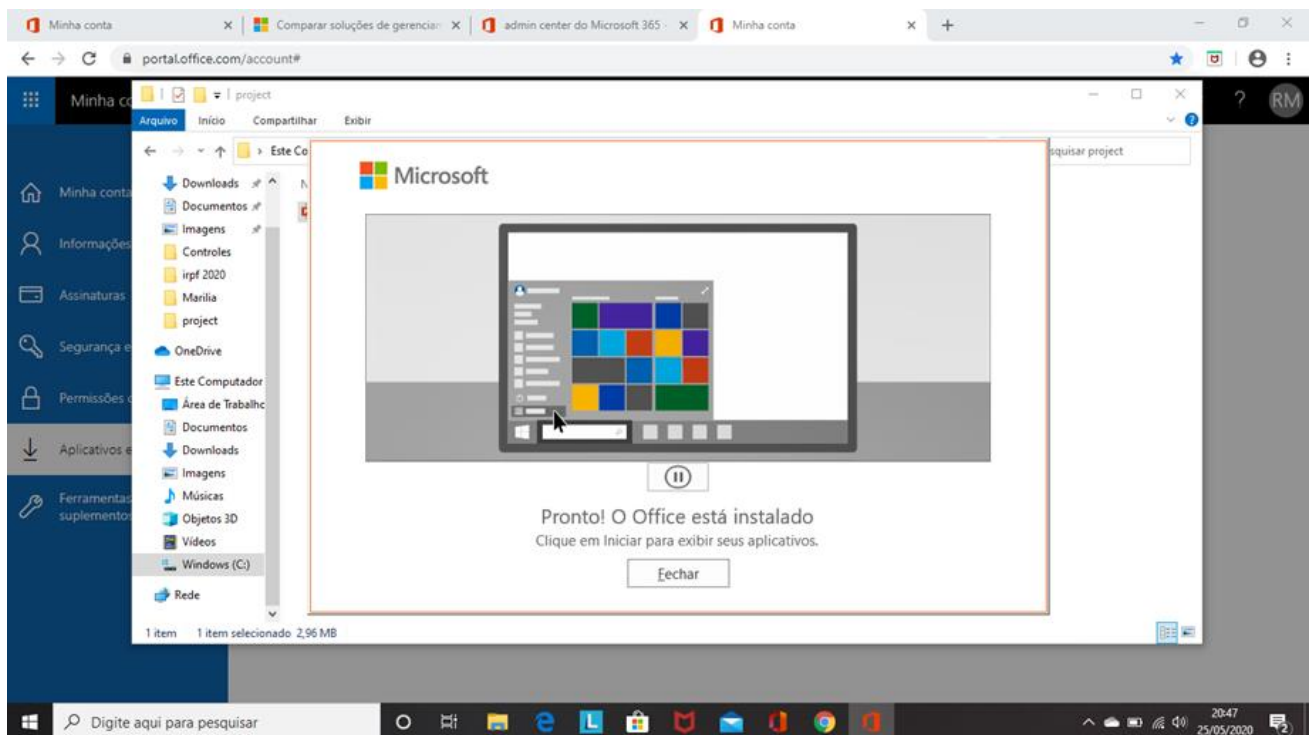 Minha conta
Comparar soluções de gerencian
admin center do Microsoft 365 -
Minha conta
portal.office.com/account#
Minha co
project
? RM
Arquivo Início Compartilhar Exibir
Este Co
squisar project
Minha conta
Informações
Assinaturas
Segurança e
Permissões
Aplicativos e
Ferramentas
suplementos
Downloads
Documentos
Imagens
Controles
irpf 2020
Marilia
project
OneDrive
Este Computador
Área de Trabalho
Documentos
Downloads
Imagens
Músicas
Objetos 3D
Vídeos
Windows (C:)
Rede
Microsoft
Pronto! O Office está instalado
Clique em Iniciar para exibir seus aplicativos.
Fechar
1 item 1 item selecionado 2,96 MB
Digite aqui para pesquisar
20:47
25/05/2020